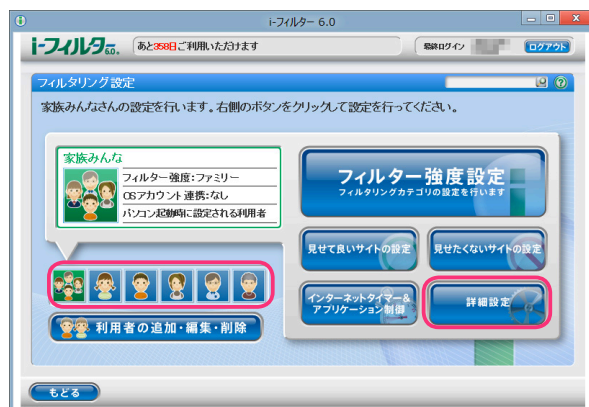 i-フィルター 6.0
i-フィルター 6.0 あと358日ご利用いただけます 最終ログイン ログアウト
フィルタリング設定
家族みんなさんの設定を行います。右側のボタンをクリックして設定を行ってください。
家族みんな
フィルター強度:ファミリー
OSアカウント連携:なし
パソコン起動時に設定される利用者
フィルター強度設定
フィルタリングカテゴリの設定を行います
見せて良いサイトの設定
見せたくないサイトの設定
インターネットタイマー&
アプリケーション制御
詳細設定
利用者の追加・編集・削除
もどる